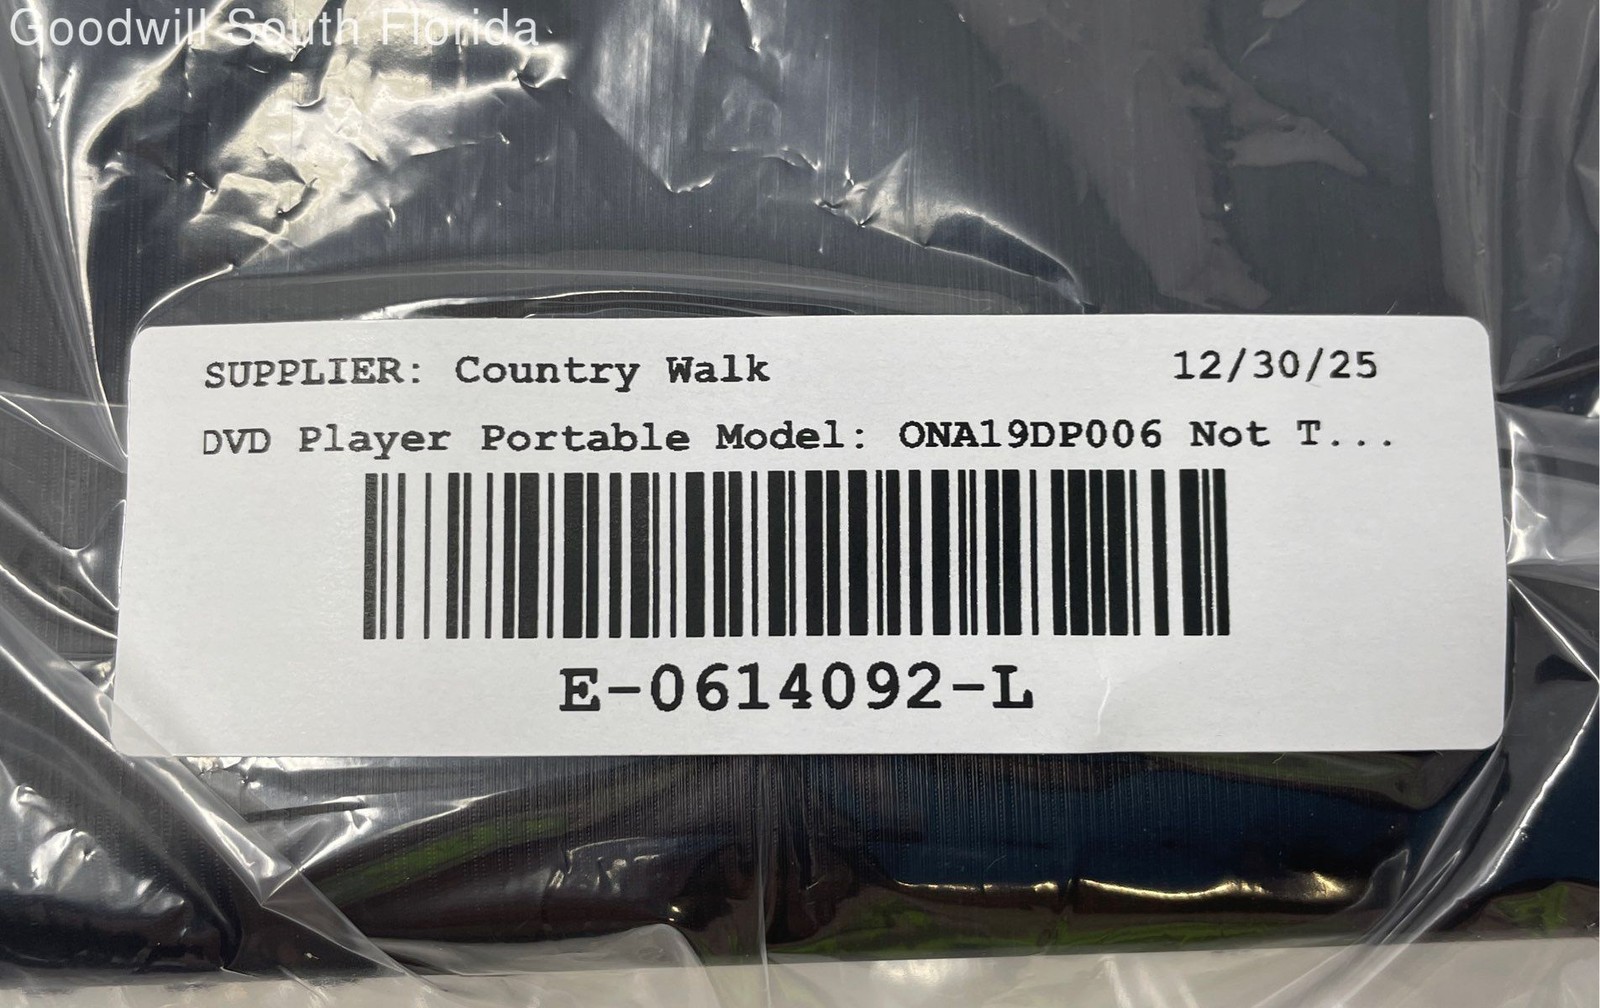 Goodwill South Florida
SUPPLIER: Country Walk 12/30/25
DVD Player Portable Model: ONA19DP006 Not T...
E-0614092-L